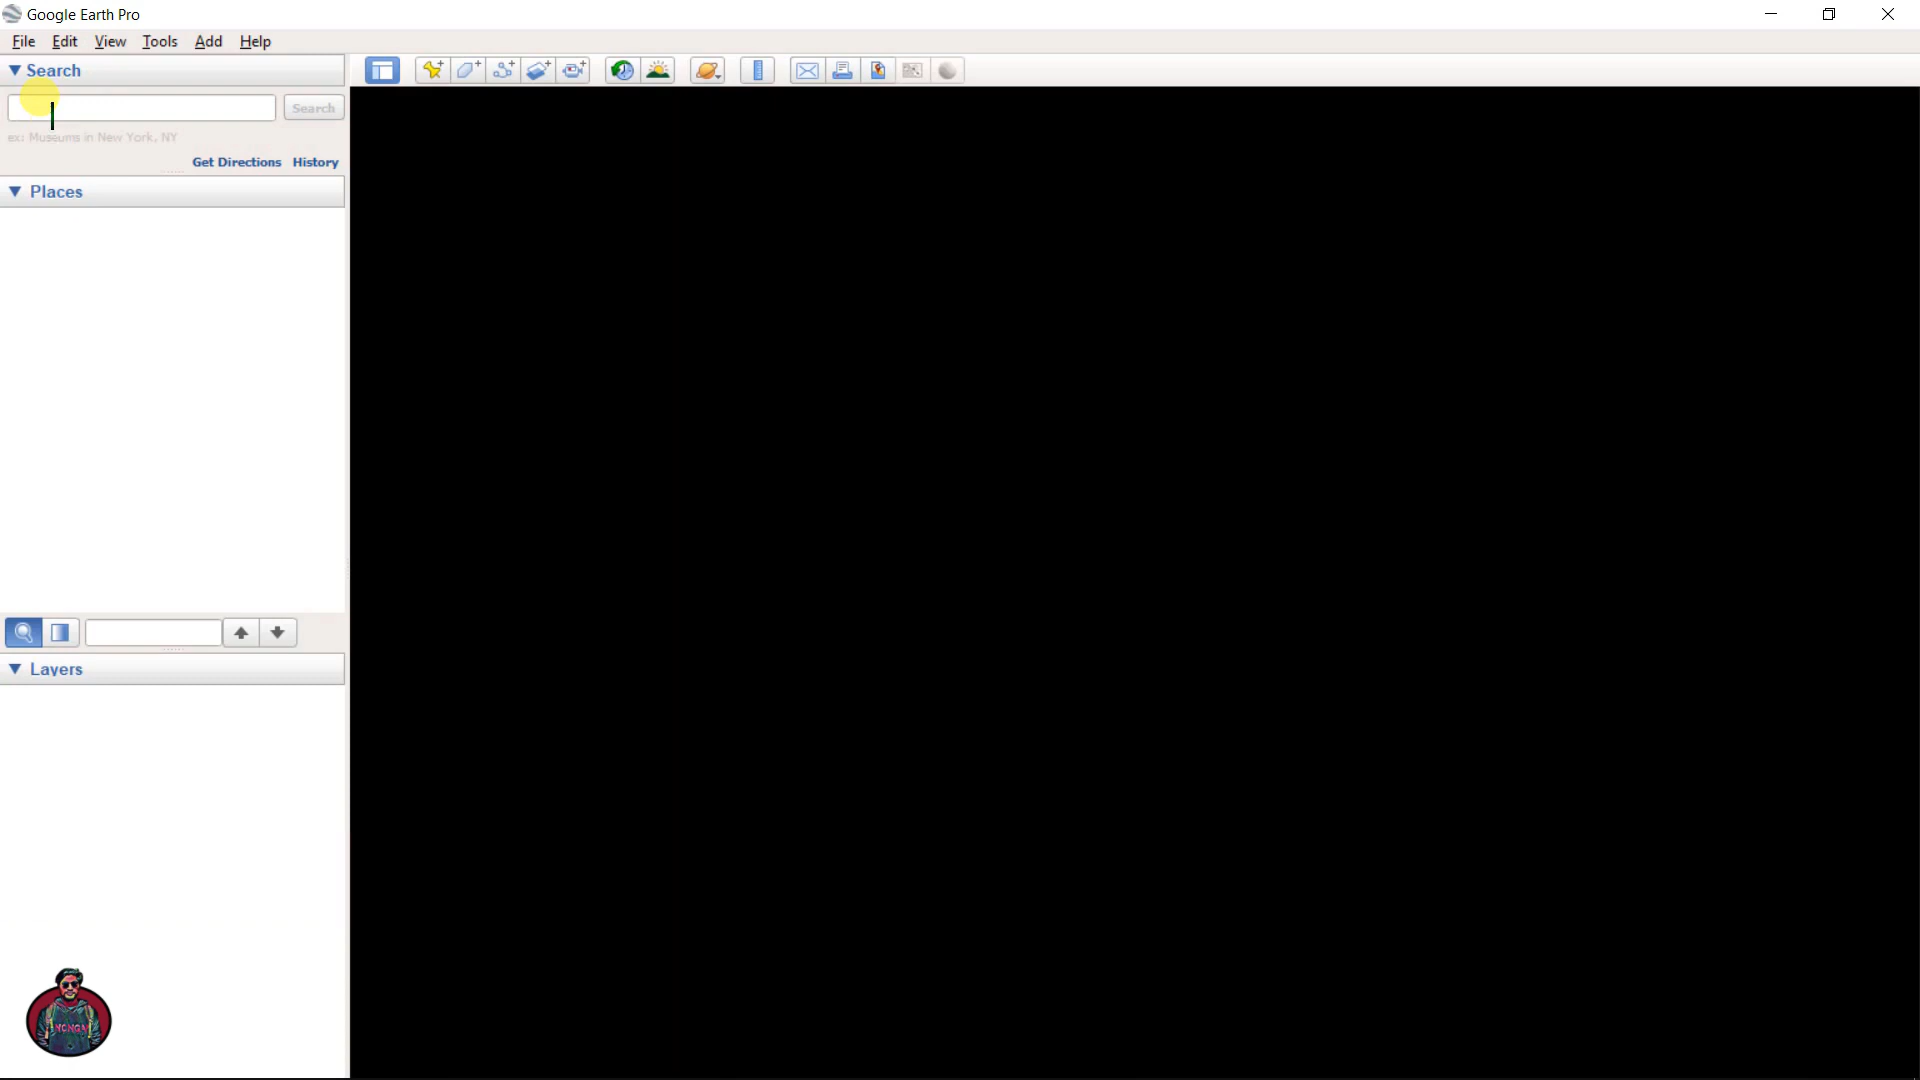 Google Earth Pro
File Edit View Tools Add Help
Search
Search
ex: Museums in New York, NY
Get Directions History
Places
Layers
NONGA